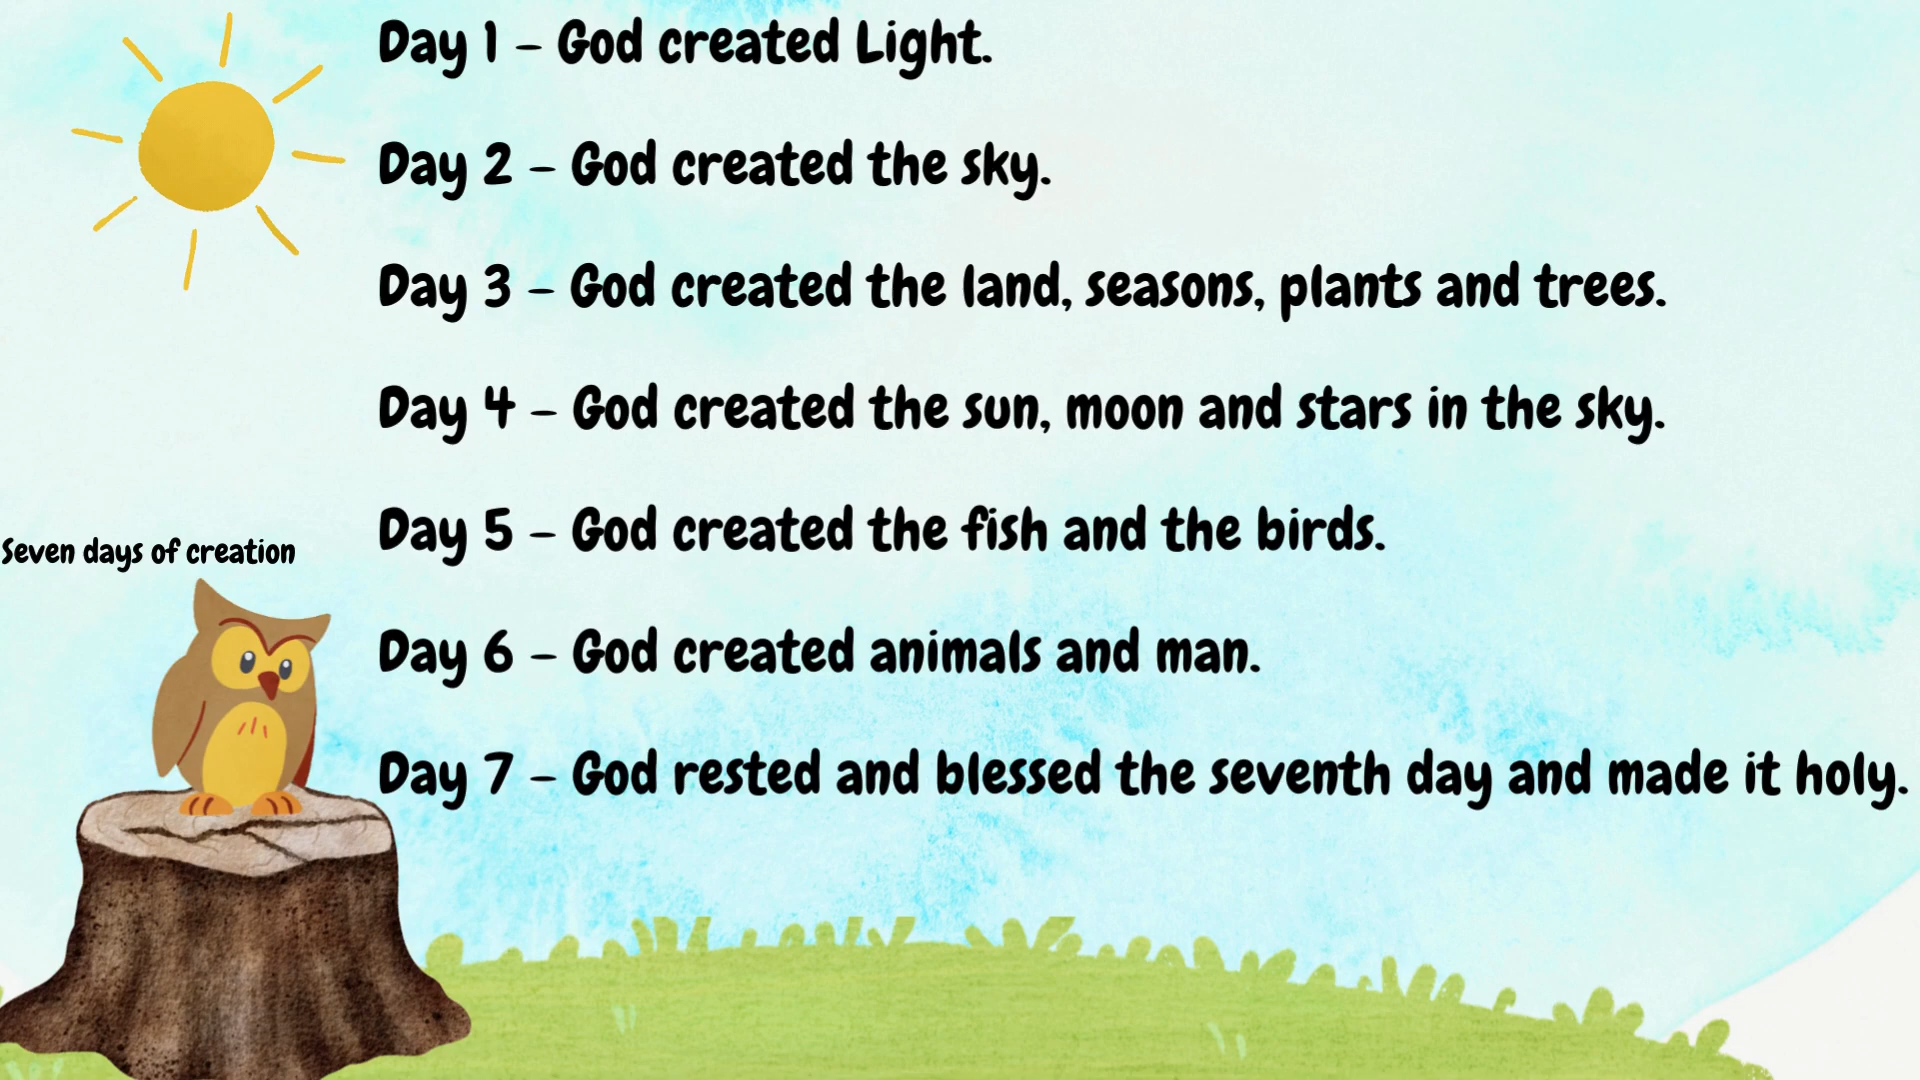 Day 1 – God created Light.
Day 2 – God created the sky.
Day 3 – God created the land, seasons, plants and trees.
Day 4 – God created the sun, moon and stars in the sky.
Day 5 – God created the fish and the birds.
Seven days of creation
Day 6 – God created animals and man.
Day 7 – God rested and blessed the seventh day and made it holy.